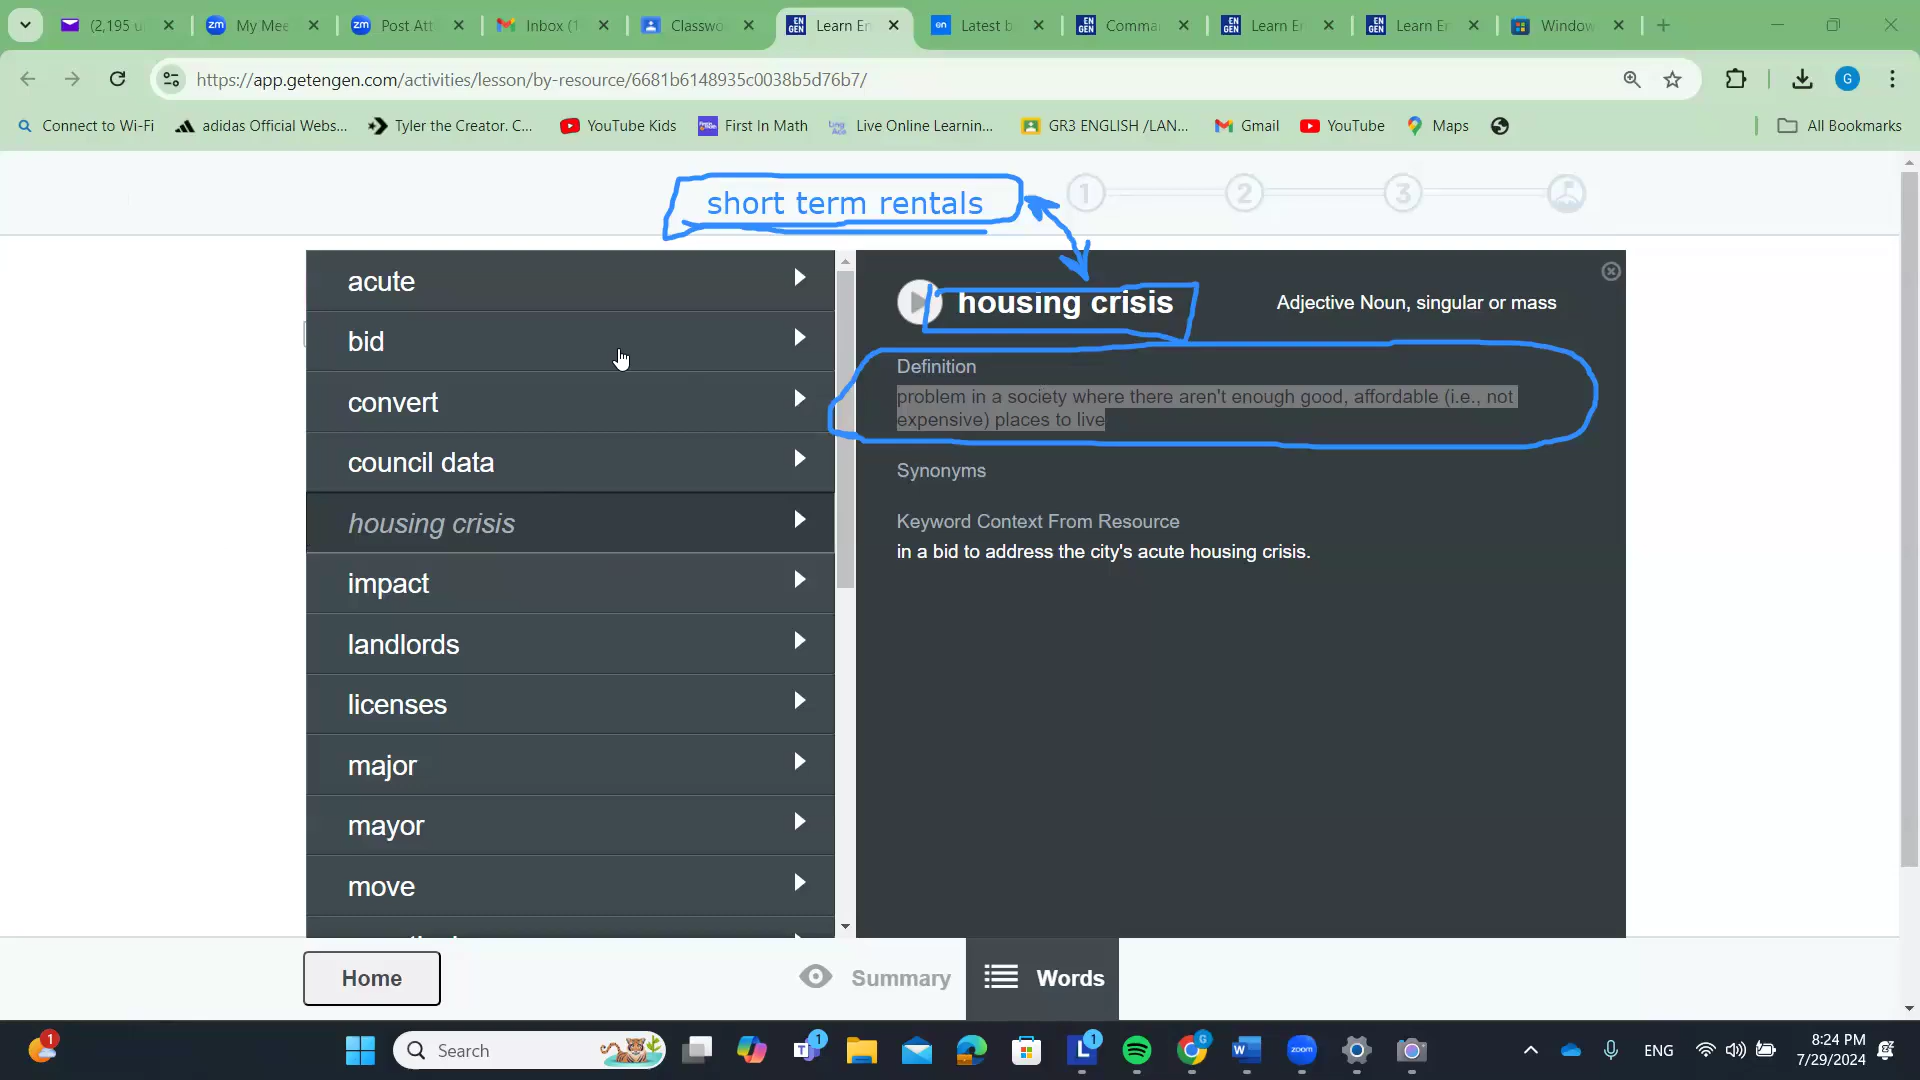 (2,195 u
My Mee
Post Att
Inbox (1
Classwo
Learn En
Latest b
Comma
Learn E
Learn E
Window
https://app.getengen.com/activities/lesson/by-resource/6681b6148935c0038b5d76b7/
G
Connect to Wi-Fi
adidas Official Webs...
Tyler the Creator. C...
YouTube Kids
First In Math
Live Online Learnin...
GR3 ENGLISH /LAN...
Gmail
YouTube
Maps
All Bookmarks
short term rentals
1
2
3
acute
bid
convert
council data
housing crisis
impact
landlords
licenses
major
mayor
move
housing crisis
Adjective Noun, singular or mass
Definition
problem in a society where there aren't enough good, affordable (i.e., not
expensive) places to live
Synonyms
Keyword Context From Resource
in a bid to address the city's acute housing crisis.
Home
Summary
Words
1
Search
1
1
G
zoom
ENG
8:24 PM
7/29/2024